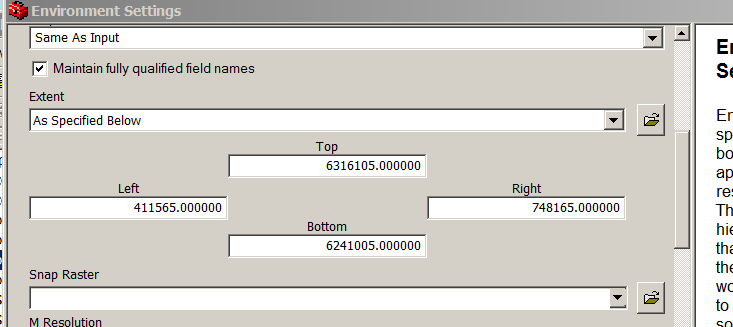 Environment Settings
Same As Input
Maintain fully qualified field names
Extent
As Specified Below
Top
6316105.000000
Left
Right
411565.000000
748165.000000
Bottom
6241005.000000
Snap Raster
M Resolution